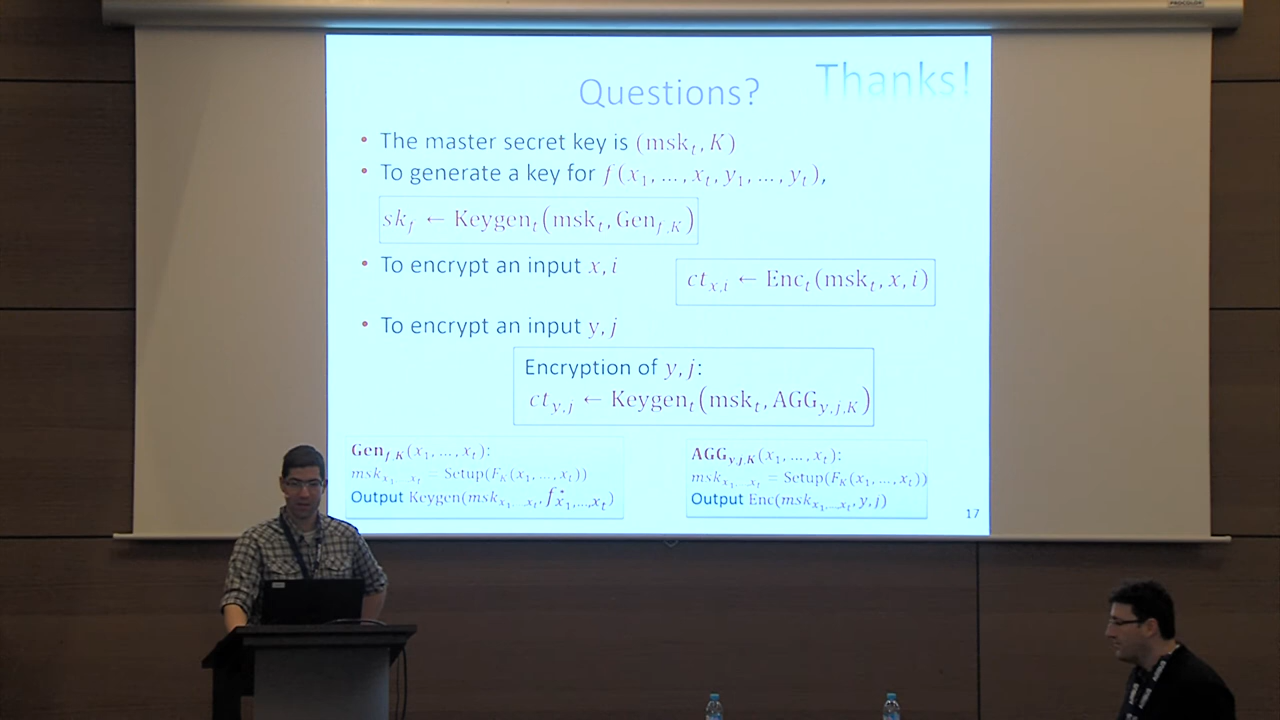 Thanks!
Questions?
• The master secret key is (msk_t, K)
• To generate a key for f(x_1, ..., x_t, y_1, ..., y_t),
sk_f ← Keygen_t(msk_t, Gen_{f,K})
• To encrypt an input x, i
ct_{x,i} ← Enc_t(msk_t, x, i)
• To encrypt an input y, j
Encryption of y, j:
ct_{y,j} ← Keygen_t(msk_t, AGG_{y,j,K})
Gen_{f,K}(x_1, ..., x_t):
msk_{x_1...x_t} = Setup(F_K(x_1, ..., x_t))
Output Keygen(msk_{x_1...x_t}, f_{x_1,...,x_t})
AGG_{y,j,K}(x_1, ..., x_t):
msk_{x_1...x_t} = Setup(F_K(x_1, ..., x_t))
Output Enc(msk_{x_1,...,x_t}, y, j)
17